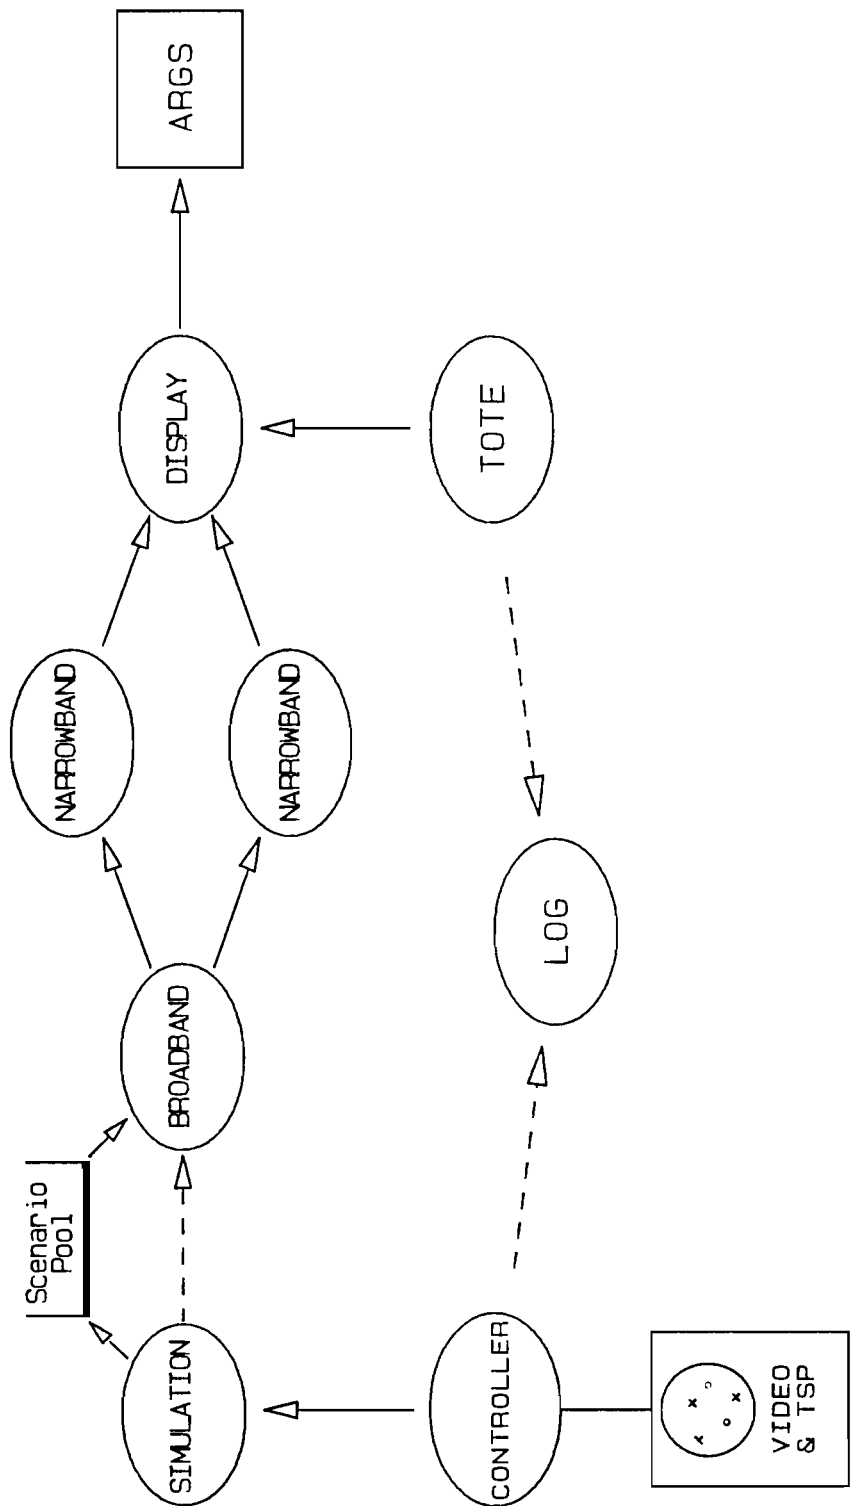 Scenario
Pool
SIMULATION
BROADBAND
NARROWBAND
NARROWBAND
DISPLAY
ARGS
CONTROLLER
LOG
TOTE
VIDEO
& TSP